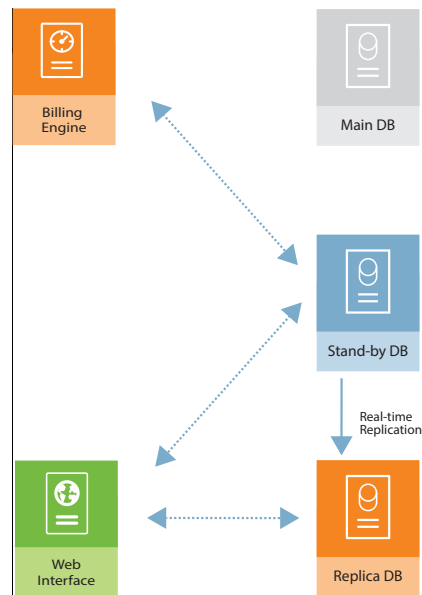 Billing
Engine
Main DB
Stand-by DB
Real-time
Replication
Web
Interface
Replica DB